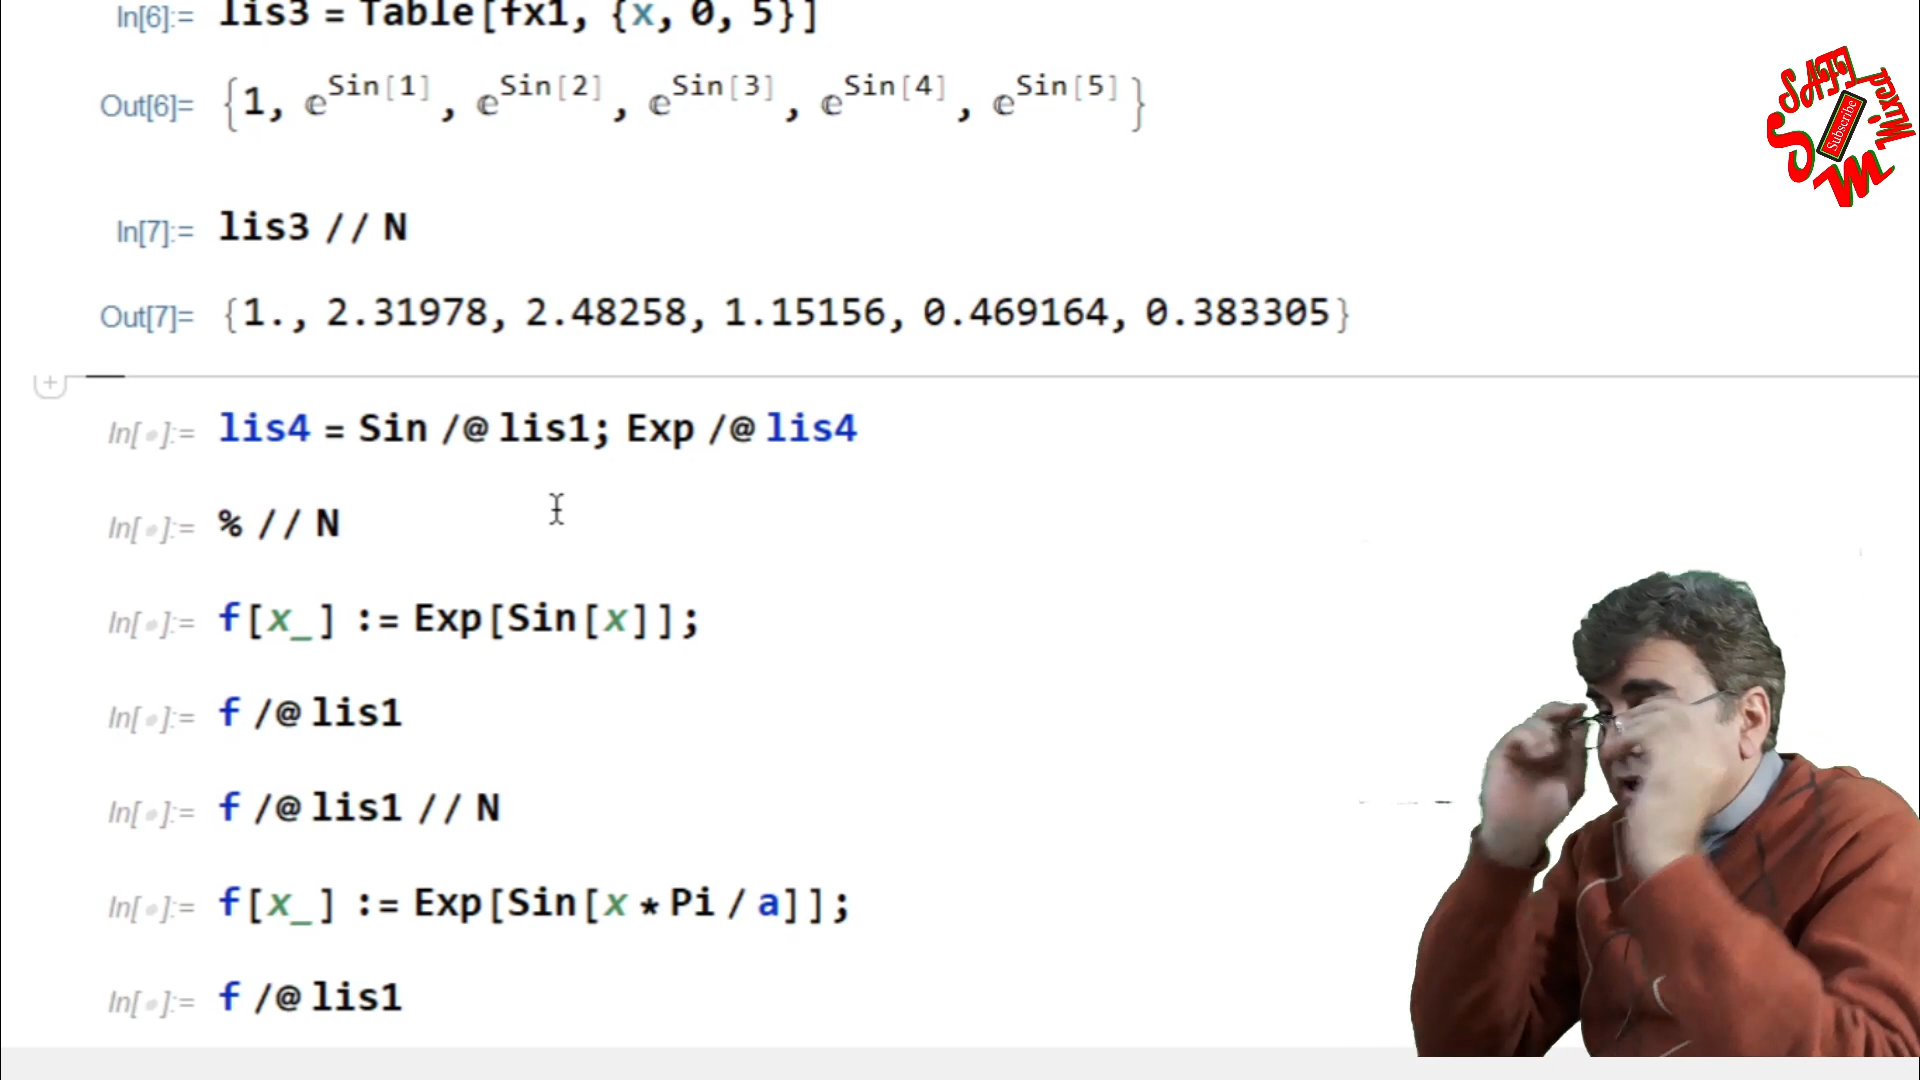 In[6]:= lis3 = Table[fx1, {x, 0, 5}]
Out[6]= {1, ⅇ^Sin[1], ⅇ^Sin[2], ⅇ^Sin[3], ⅇ^Sin[4], ⅇ^Sin[5]}
In[7]:= lis3 // N
Out[7]= {1., 2.31978, 2.48258, 1.15156, 0.469164, 0.383305}
In[•]:= lis4 = Sin /@ lis1; Exp /@ lis4
In[•]:= % // N
In[•]:= f[x_] := Exp[Sin[x]];
In[•]:= f /@ lis1
In[•]:= f /@ lis1 // N
In[•]:= f[x_] := Exp[Sin[x * Pi / a]];
In[•]:= f /@ lis1
Subscribe